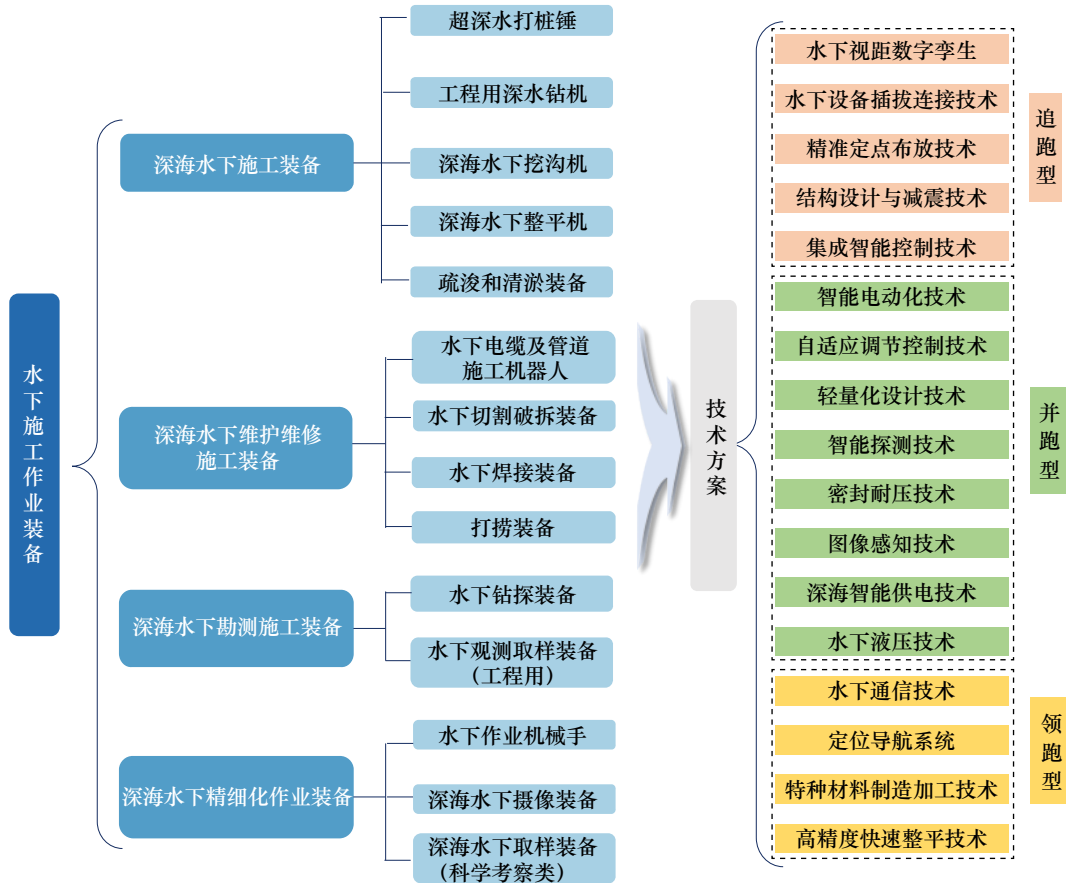 水下施工作业装备
深海水下施工装备
超深水打桩锤
工程用深水钻机
深海水下挖沟机
深海水下整平机
疏浚和清淤装备
深海水下维护维修
施工装备
水下电缆及管道
施工机器人
水下切割破拆装备
水下焊接装备
打捞装备
深海水下勘测施工装备
水下钻探装备
水下观测取样装备
（工程用）
深海水下精细化作业装备
水下作业机械手
深海水下摄像装备
深海水下取样装备
（科学考察类）
技术方案
水下视距数字孪生
水下设备插拔连接技术
精准定点布放技术
结构设计与减震技术
集成智能控制技术
追跑型
智能电动化技术
自适应调节控制技术
轻量化设计技术
智能探测技术
密封耐压技术
图像感知技术
深海智能供电技术
水下液压技术
并跑型
水下通信技术
定位导航系统
特种材料制造加工技术
高精度快速整平技术
领跑型